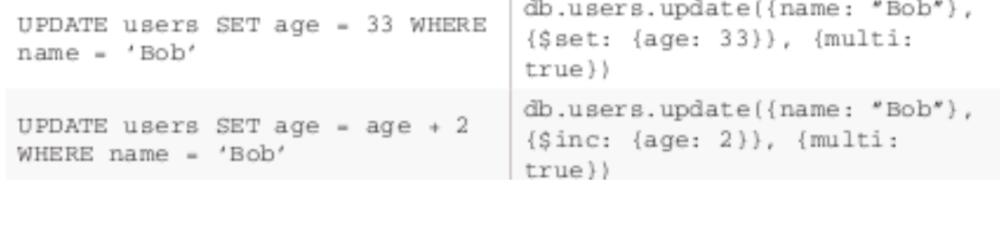 UPDATE users SET age = 33 WHERE
name = ‘Bob’
db.users.update({name: "Bob"},
{$set: {age: 33}}, {multi:
true})
UPDATE users SET age = age + 2
WHERE name = ‘Bob’
db.users.update({name: "Bob"},
{$inc: {age: 2}}, {multi:
true})